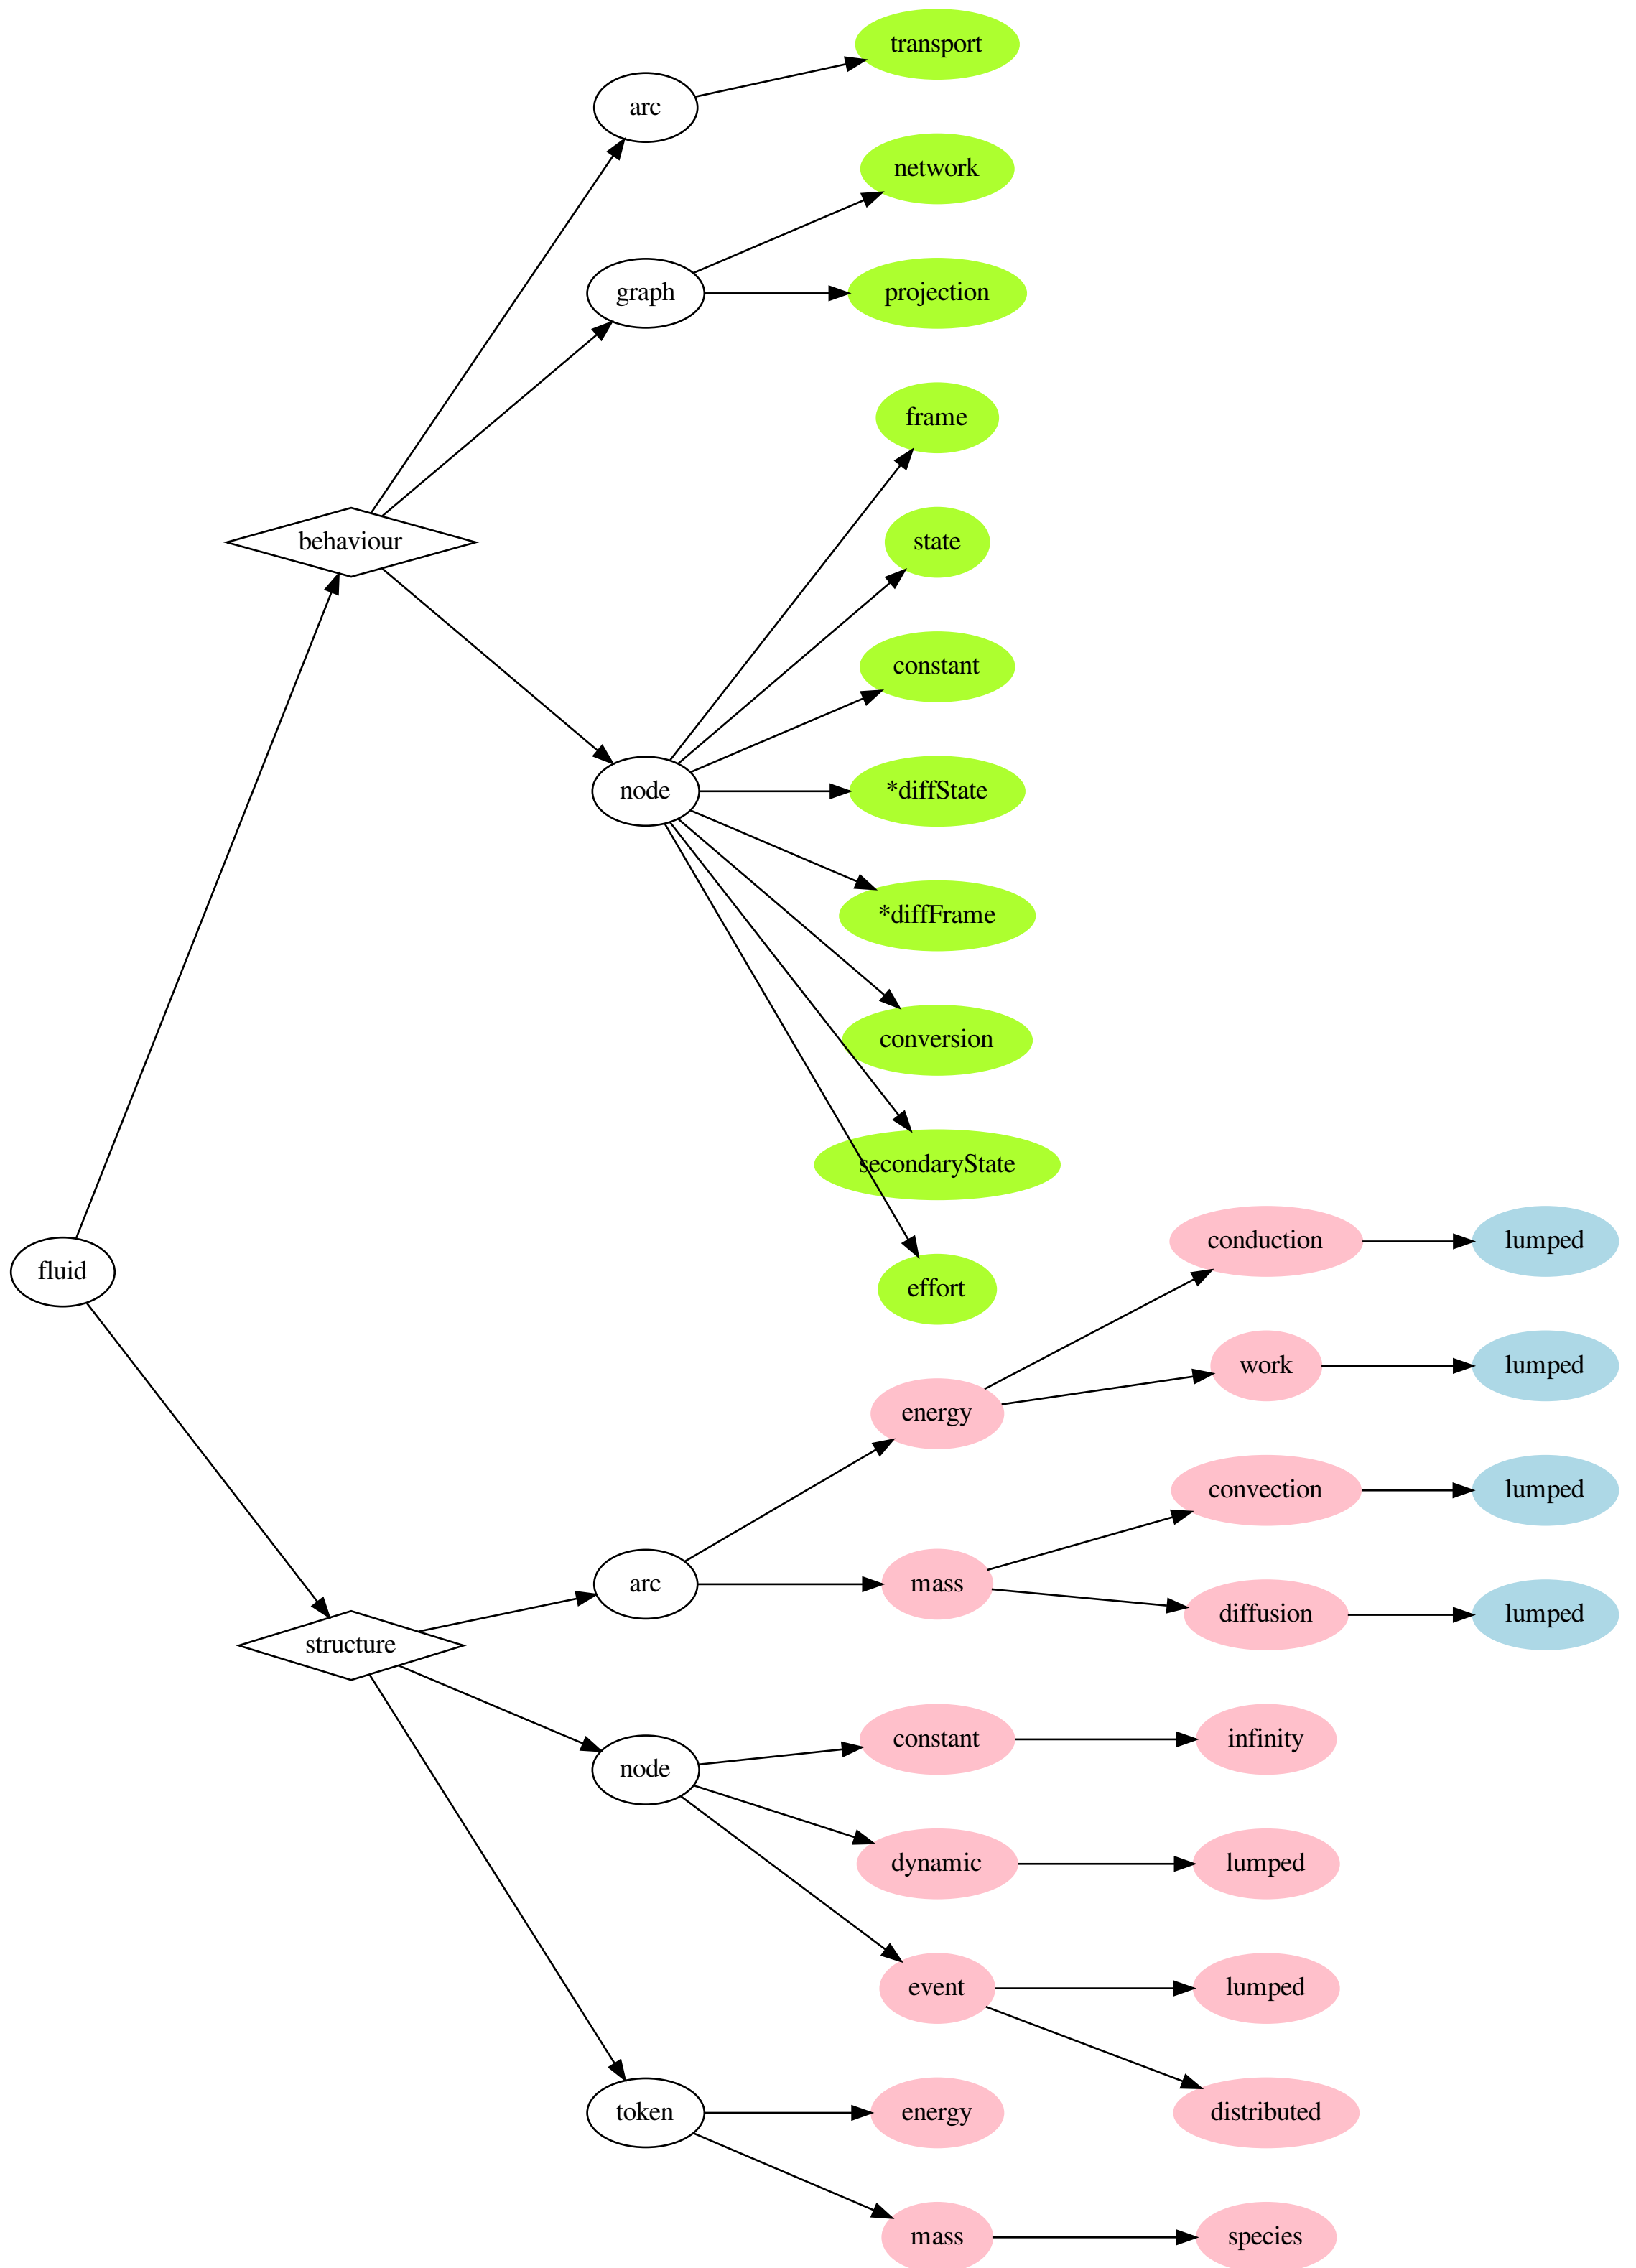 transport
arc
network
graph
projection
frame
behaviour
state
constant
node
*diffState
*diffFrame
conversion
secondaryState
fluid
effort
conduction
lumped
work
lumped
energy
convection
lumped
arc
mass
diffusion
lumped
structure
node
constant
infinity
dynamic
lumped
event
lumped
token
energy
distributed
mass
species